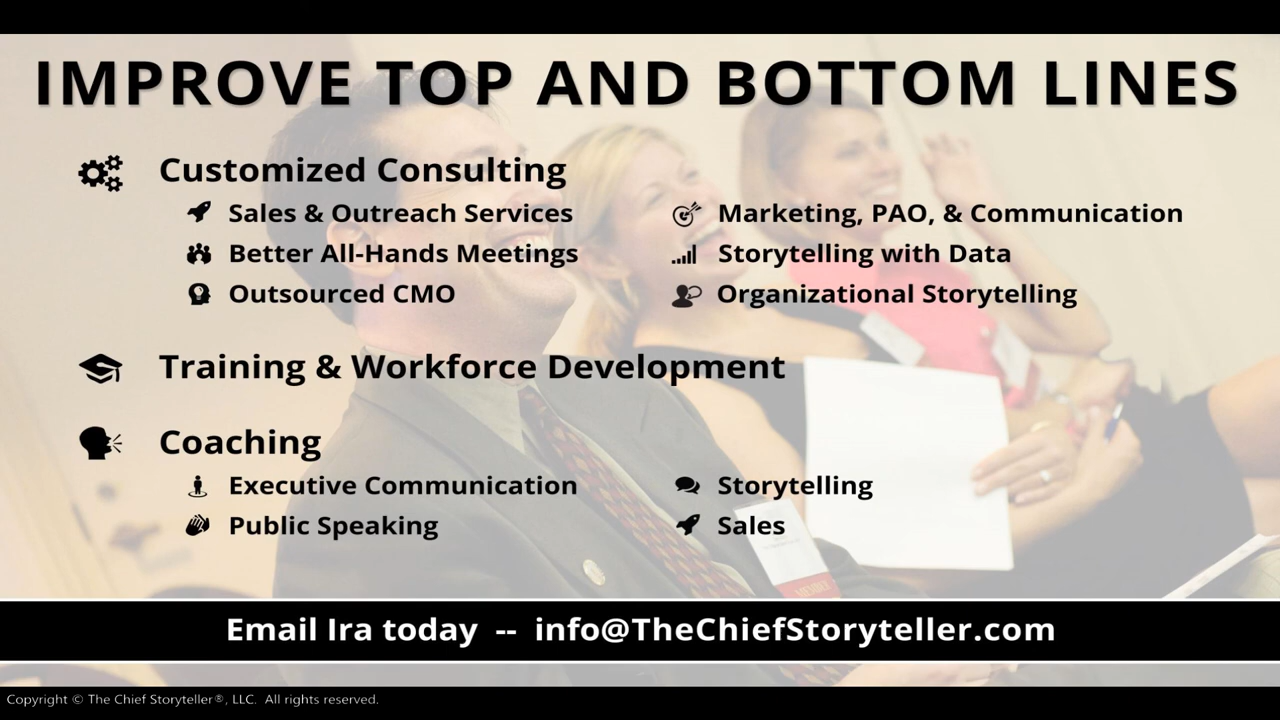 IMPROVE TOP AND BOTTOM LINES
Customized Consulting
Sales & Outreach Services
Marketing, PAO, & Communication
Better All-Hands Meetings
Storytelling with Data
Outsourced CMO
Organizational Storytelling
Training & Workforce Development
Coaching
Executive Communication
Storytelling
Public Speaking
Sales
Email Ira today -- info@TheChiefStoryteller.com
Copyright © The Chief Storyteller®, LLC. All rights reserved.